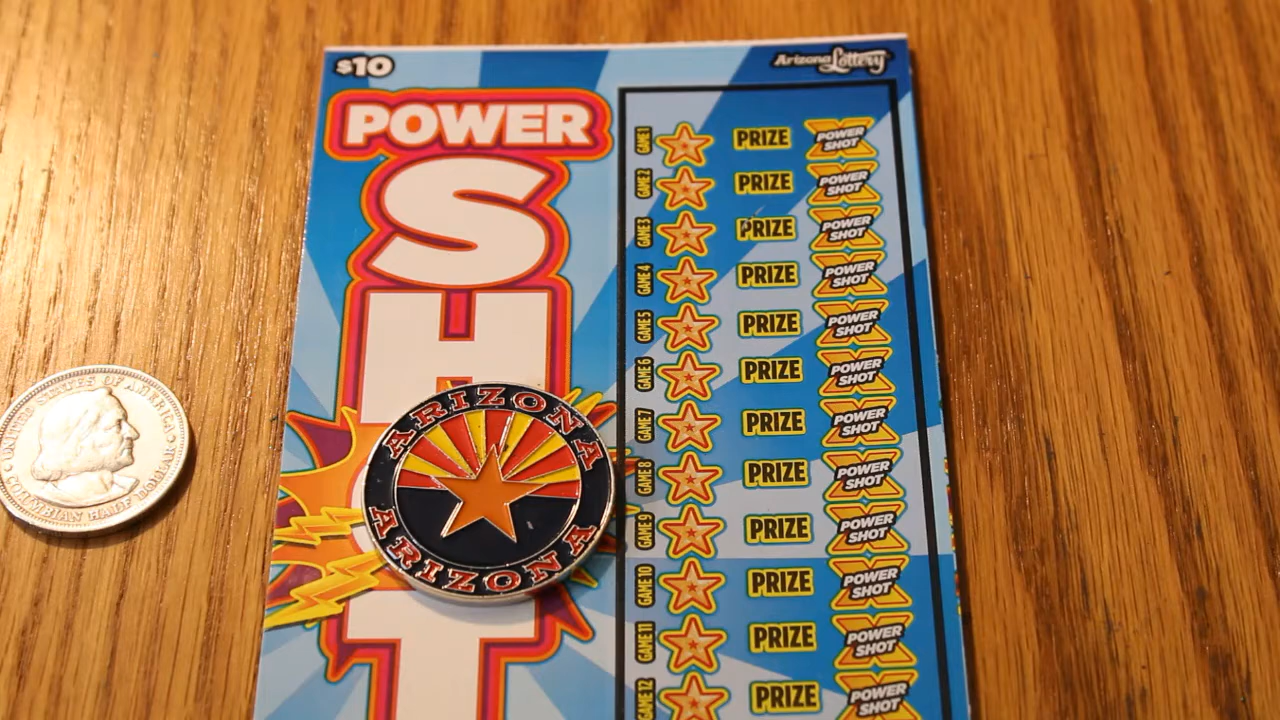 $10
Arizona Lottery
POWER
SH
T
ARIZONA
ARIZONA
UNITED STATES OF AMERICA
COLUMBIAN HALF DOLLAR
GAME 1 PRIZE POWER SHOT
GAME 2 PRIZE POWER SHOT
GAME 3 PRIZE POWER SHOT
GAME 4 PRIZE POWER SHOT
GAME 5 PRIZE POWER SHOT
GAME 6 PRIZE POWER SHOT
GAME 7 PRIZE POWER SHOT
GAME 8 PRIZE POWER SHOT
GAME 9 PRIZE POWER SHOT
GAME 10 PRIZE POWER SHOT
GAME 11 PRIZE POWER SHOT
GAME 12 PRIZE POWER SHOT